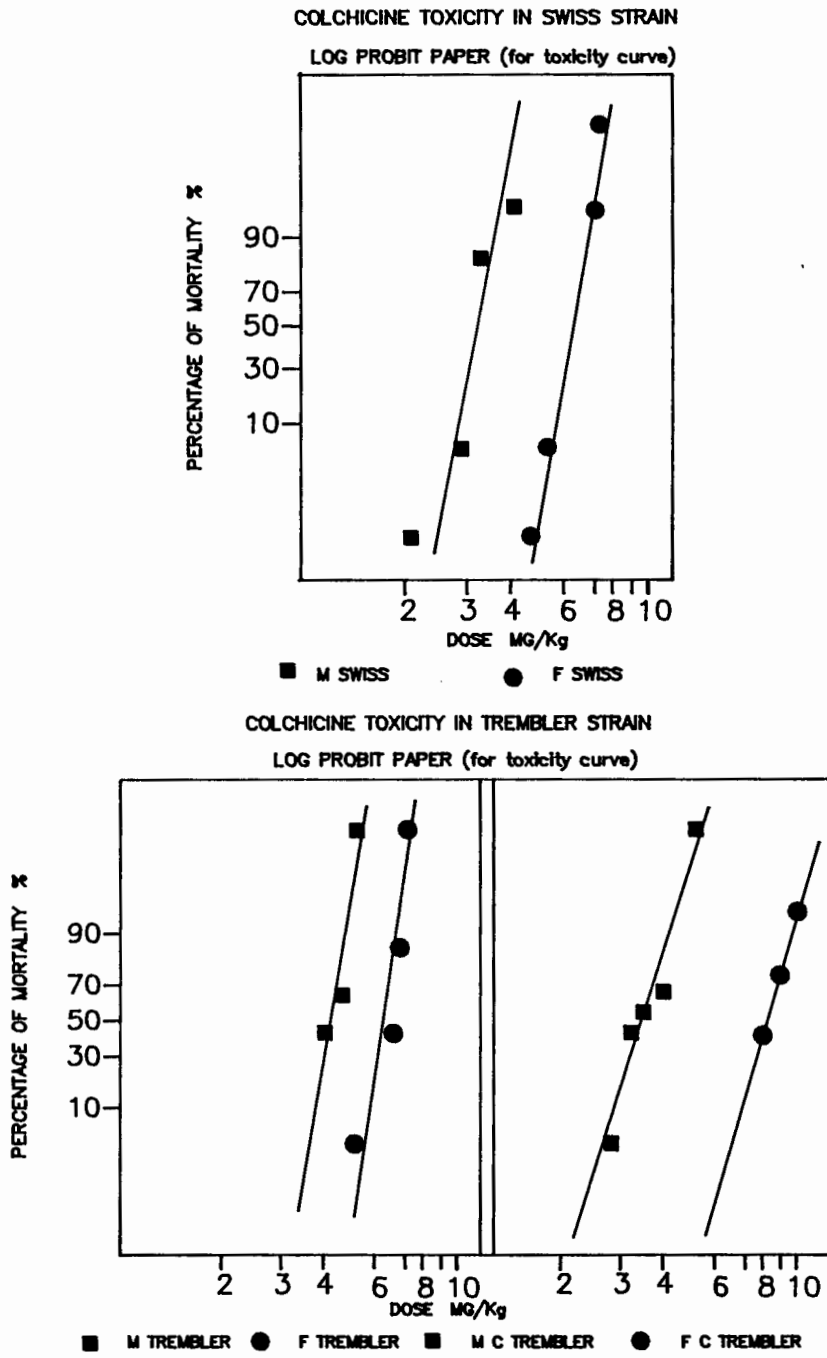 COLCHICINE TOXICITY IN SWISS STRAIN
LOG PROBIT PAPER (for toxicity curve)
PERCENTAGE OF MORTALITY %
90
70
50
30
10
2 3 4 6 8 10
DOSE MG/Kg
M SWISS F SWISS
COLCHICINE TOXICITY IN TREMBLER STRAIN
LOG PROBIT PAPER (for toxicity curve)
PERCENTAGE OF MORTALITY %
90
70
50
30
10
2 3 4 6 8 10 2 3 4 6 8 10
DOSE MG/Kg
M TREMBLER F TREMBLER M C TREMBLER F C TREMBLER